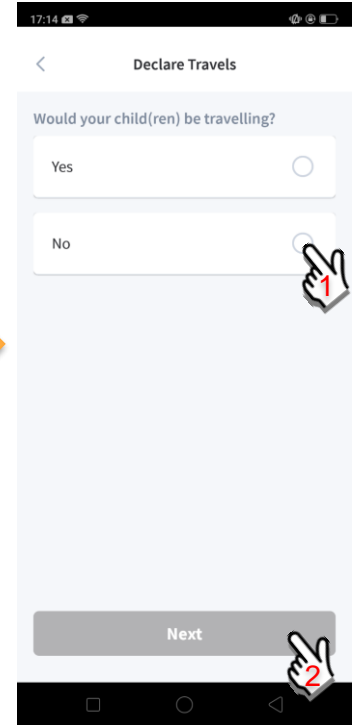 17:14
Declare Travels
Would your child(ren) be travelling?
Yes
No
1
Next
2